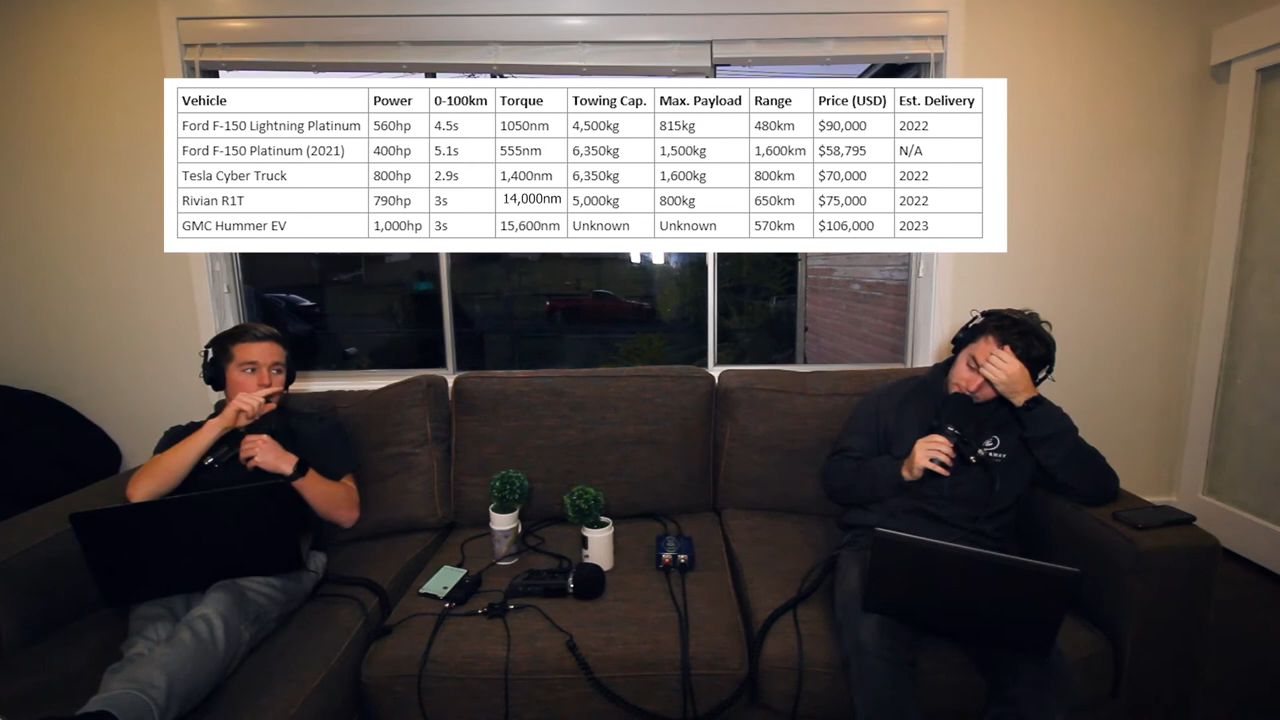 Vehicle Power 0-100km Torque Towing Cap. Max. Payload Range Price (USD) Est. Delivery
Ford F-150 Lightning Platinum 560hp 4.5s 1050nm 4,500kg 815kg 480km $90,000 2022
Ford F-150 Platinum (2021) 400hp 5.1s 555nm 6,350kg 1,500kg 1,600km $58,795 N/A
Tesla Cyber Truck 800hp 2.9s 1,400nm 6,350kg 1,600kg 800km $70,000 2022
Rivian R1T 790hp 3s 14,000nm 5,000kg 800kg 650km $75,000 2022
GMC Hummer EV 1,000hp 3s 15,600nm Unknown Unknown 570km $106,000 2023